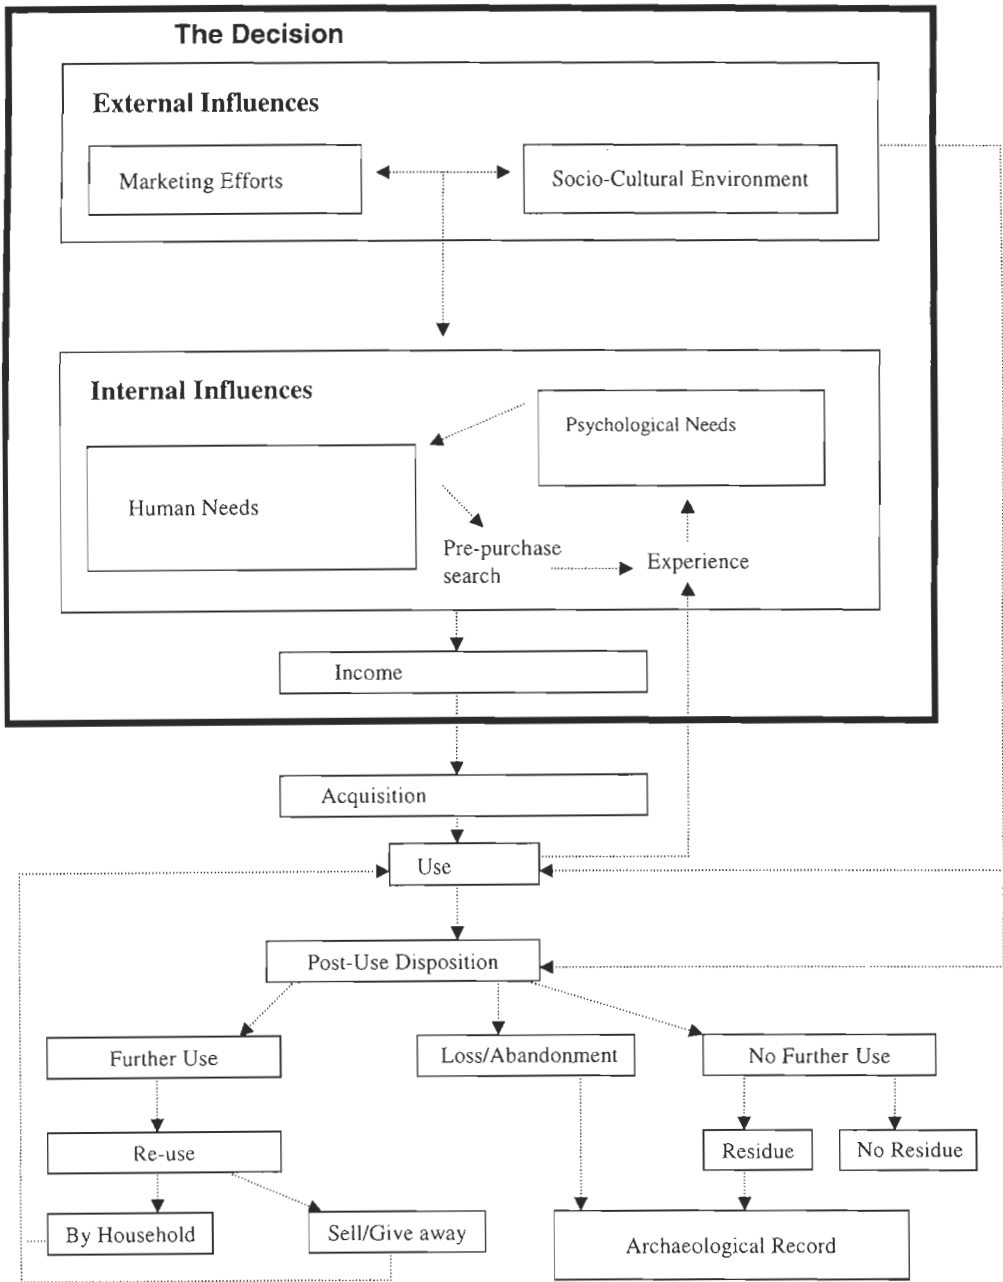 The Decision
External Influences
Marketing Efforts
Socio-Cultural Environment
Internal Influences
Psychological Needs
Human Needs
Pre-purchase
search
Experience
Income
Acquisition
Use
Post-Use Disposition
Further Use
Loss/Abandonment
No Further Use
Re-use
Residue
No Residue
By Household
Sell/Give away
Archaeological Record